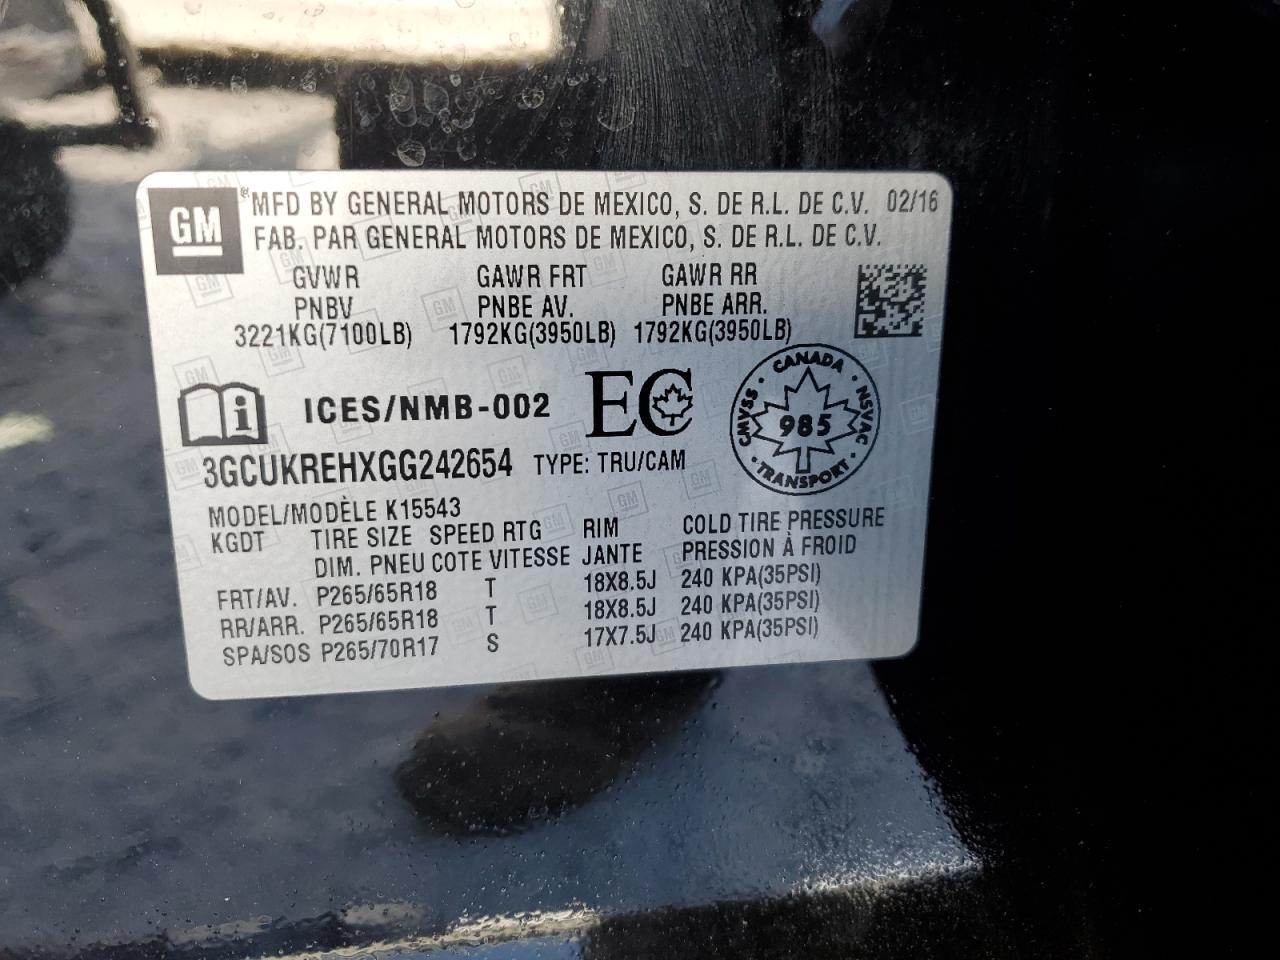 GM ® MFD BY GENERAL MOTORS DE MEXICO, S. DE R.L. DE C.V. 02/16
FAB. PAR GENERAL MOTORS DE MEXICO, S. DE R.L. DE C.V.
GVWR GAWR FRT GAWR RR
PNBV PNBE AV. PNBE ARR.
3221KG(7100LB) 1792KG(3950LB) 1792KG(3950LB)
i ICES/NMB-002 EC CANADA CMVSS NSVAC 985 TRANSPORT
3GCUKREHXGG242654 TYPE: TRU/CAM
MODEL/MODÈLE K15543
KGDT TIRE SIZE SPEED RTG RIM COLD TIRE PRESSURE
DIM. PNEU COTE VITESSE JANTE PRESSION À FROID
FRT/AV. P265/65R18 T 18X8.5J 240 KPA(35PSI)
RR/ARR. P265/65R18 T 18X8.5J 240 KPA(35PSI)
SPA/SOS P265/70R17 S 17X7.5J 240 KPA(35PSI)